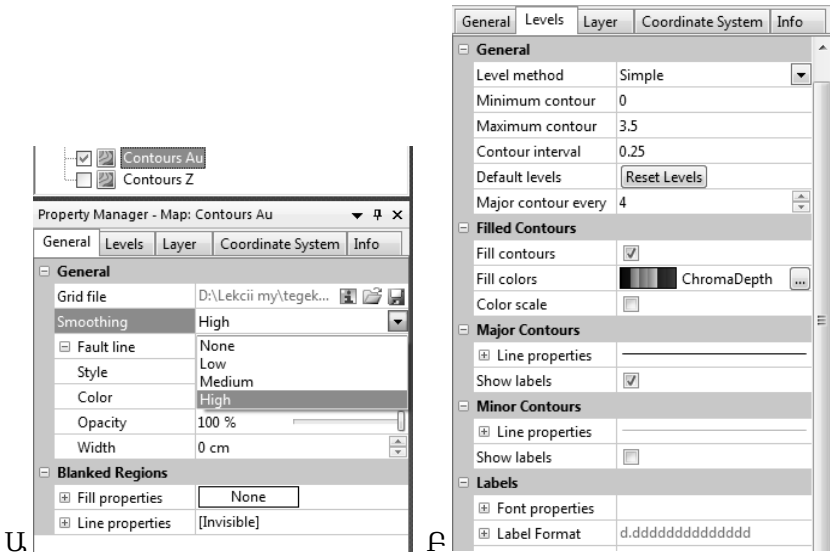 Contours Au
Contours Z
Property Manager - Map: Contours Au
General Levels Layer Coordinate System Info
General
Grid file D:\Lekcii my\tegek...
Smoothing High
Fault line None
Low
Style Medium
Color High
Opacity 100 %
Width 0 cm
Blanked Regions
Fill properties None
Line properties [Invisible]
Ա
General Levels Layer Coordinate System Info
General
Level method Simple
Minimum contour 0
Maximum contour 3.5
Contour interval 0.25
Default levels Reset Levels
Major contour every 4
Filled Contours
Fill contours
Fill colors ChromaDepth ...
Color scale
Major Contours
Line properties
Show labels
Minor Contours
Line properties
Show labels
Labels
Font properties
Label Format d.dddddddddddddd
Բ